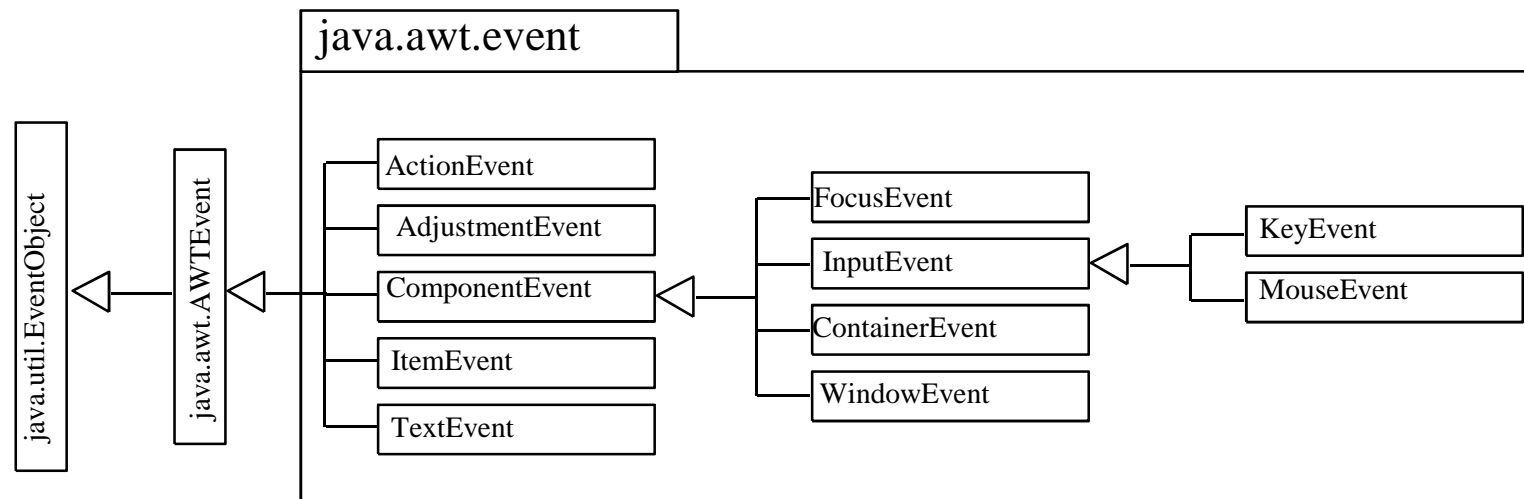 java.awt.event
java.util.EventObject
java.awt.AWTEvent
ActionEvent
AdjustmentEvent
ComponentEvent
ItemEvent
TextEvent
FocusEvent
InputEvent
ContainerEvent
WindowEvent
KeyEvent
MouseEvent